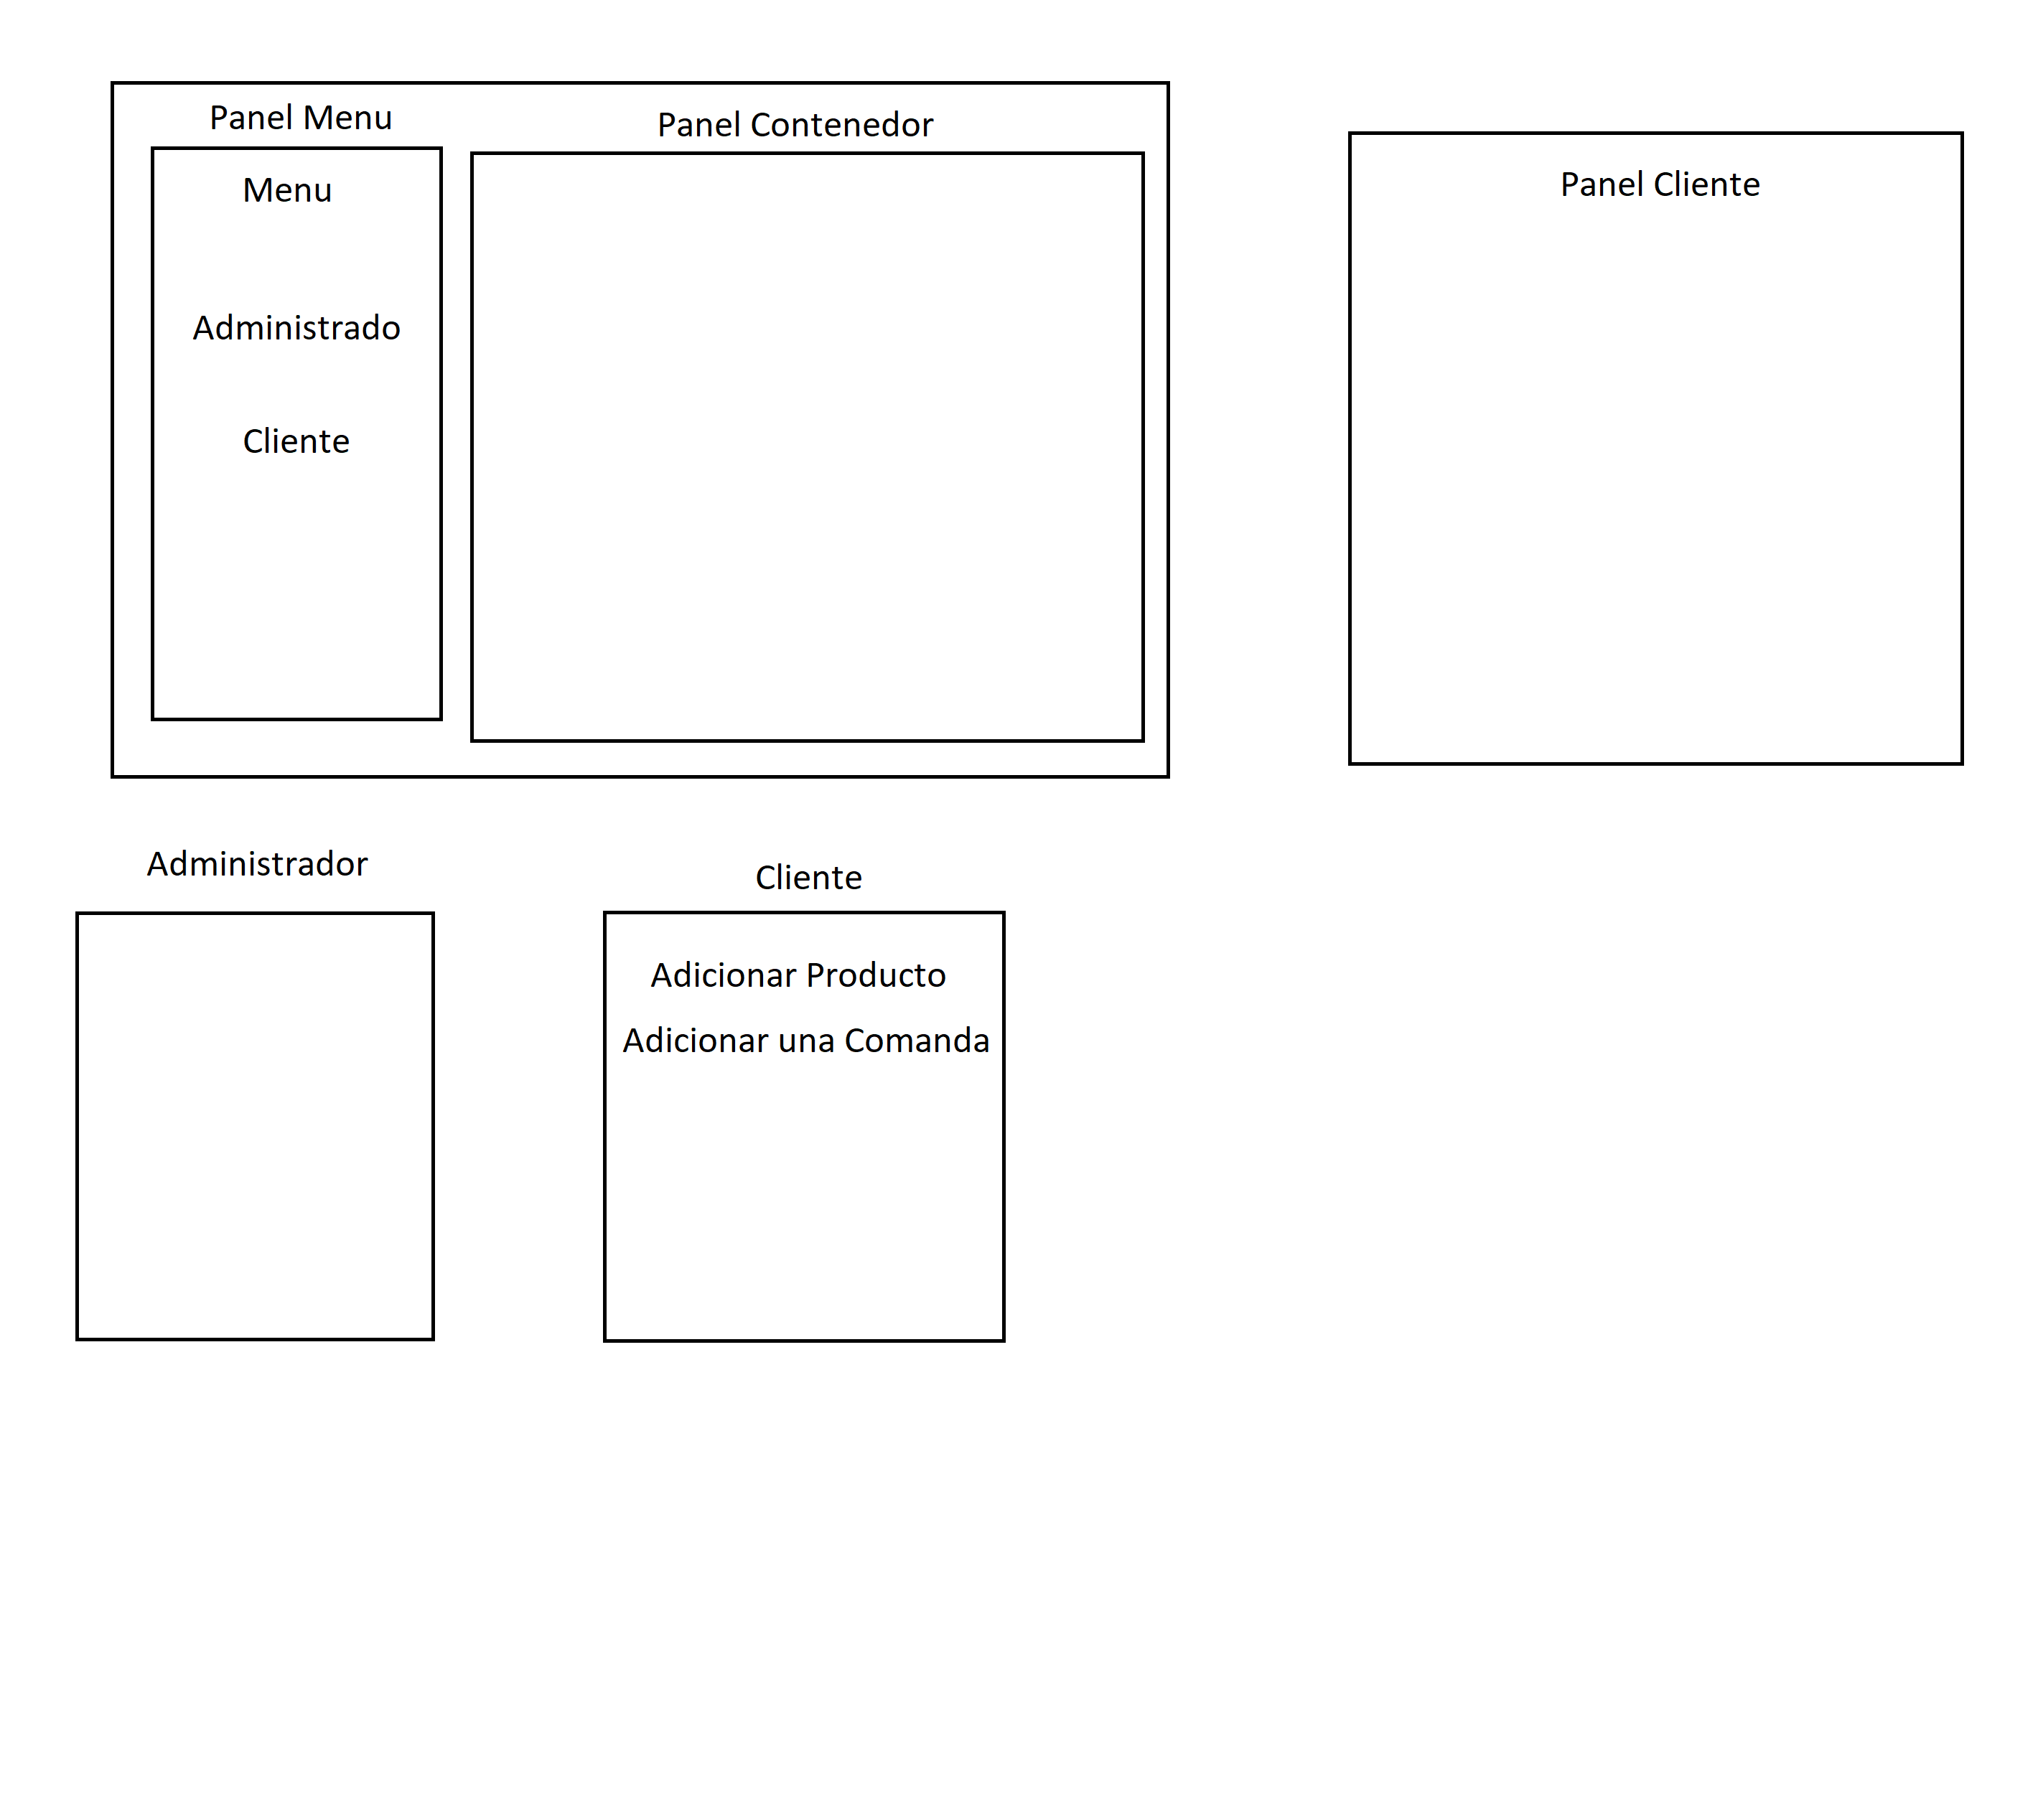 Panel Menu
Panel Contenedor
Menu
Administrado
Cliente
Panel Cliente
Administrador
Cliente
Adicionar Producto
Adicionar una Comanda